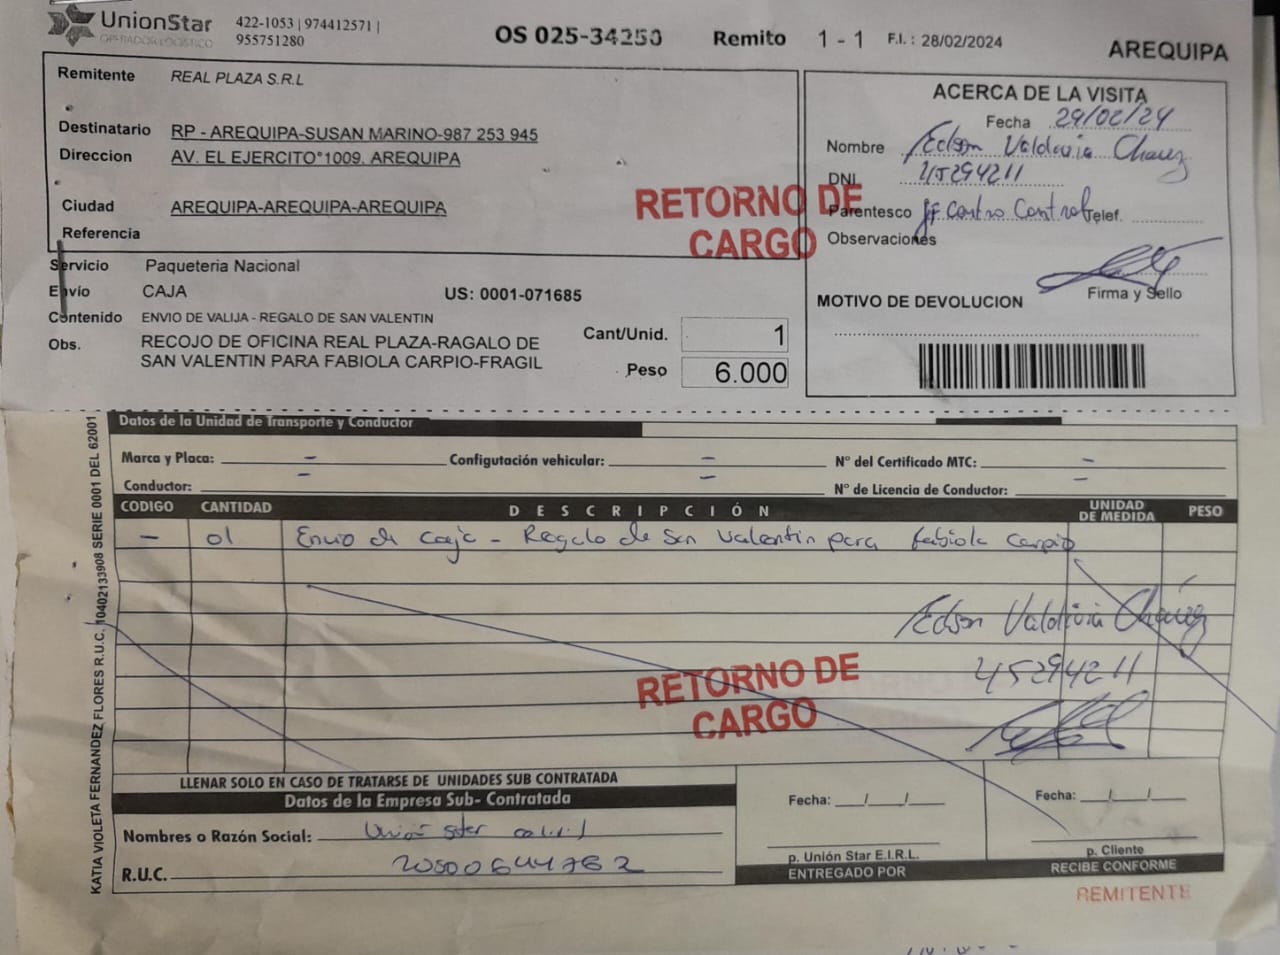 UnionStar
OPERADOR LOGISTICO
422-1053 | 974412571 |
955751280
OS 025-34250 Remito 1 - 1 F.I. : 28/02/2024
AREQUIPA
Remitente REAL PLAZA S.R.L
Destinatario RP - AREQUIPA-SUSAN MARINO-987 253 945
Direccion AV. EL EJERCITO°1009. AREQUIPA
Ciudad AREQUIPA-AREQUIPA-AREQUIPA
Referencia
RETORNO DE
CARGO
ACERCA DE LA VISITA
Fecha 29/02/24
Nombre Edson Valdivia Chavez
DNI 45294211
Parentesco Jf Centro Control Telef.
Observaciones
Firma y Sello
MOTIVO DE DEVOLUCION
Servicio Paqueteria Nacional
Envío CAJA US: 0001-071685
Contenido ENVIO DE VALIJA - REGALO DE SAN VALENTIN
Obs. RECOJO DE OFICINA REAL PLAZA-RAGALO DE
SAN VALENTIN PARA FABIOLA CARPIO-FRAGIL
Cant/Unid. 1
Peso 6.000
KATIA VIOLETA FERNANDEZ FLORES R.U.C. 10402133908 SERIE 0001 DEL 62001
Datos de la Unidad de Transporte y Conductor
Marca y Placa: – Configutación vehicular: – N° del Certificado MTC: –
Conductor: – – N° de Licencia de Conductor: –
CODIGO CANTIDAD DESCRIPCIÓN UNIDAD DE MEDIDA PESO
– 01 Envio de caja - Regalo de San Valentin para Fabiola Carpio
Edson Valdivia Chavez
45294211
RETORNO DE
CARGO
LLENAR SOLO EN CASO DE TRATARSE DE UNIDADES SUB CONTRATADA
Datos de la Empresa Sub- Contratada
Nombres o Razón Social: Union Star
R.U.C. 20500644762
Fecha: __/__/__
p. Unión Star E.I.R.L.
ENTREGADO POR
Fecha: __/__/__
p. Cliente
RECIBE CONFORME
REMITENTE